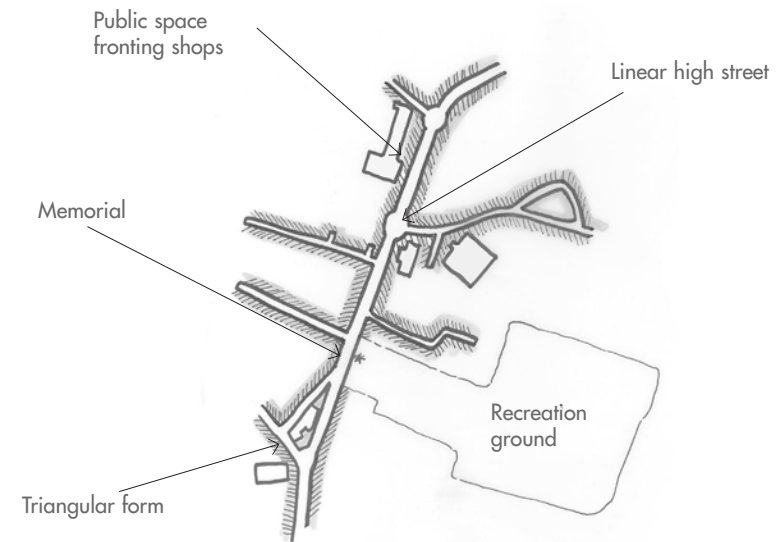 Public space
fronting shops
Linear high street
Memorial
Recreation
ground
Triangular form